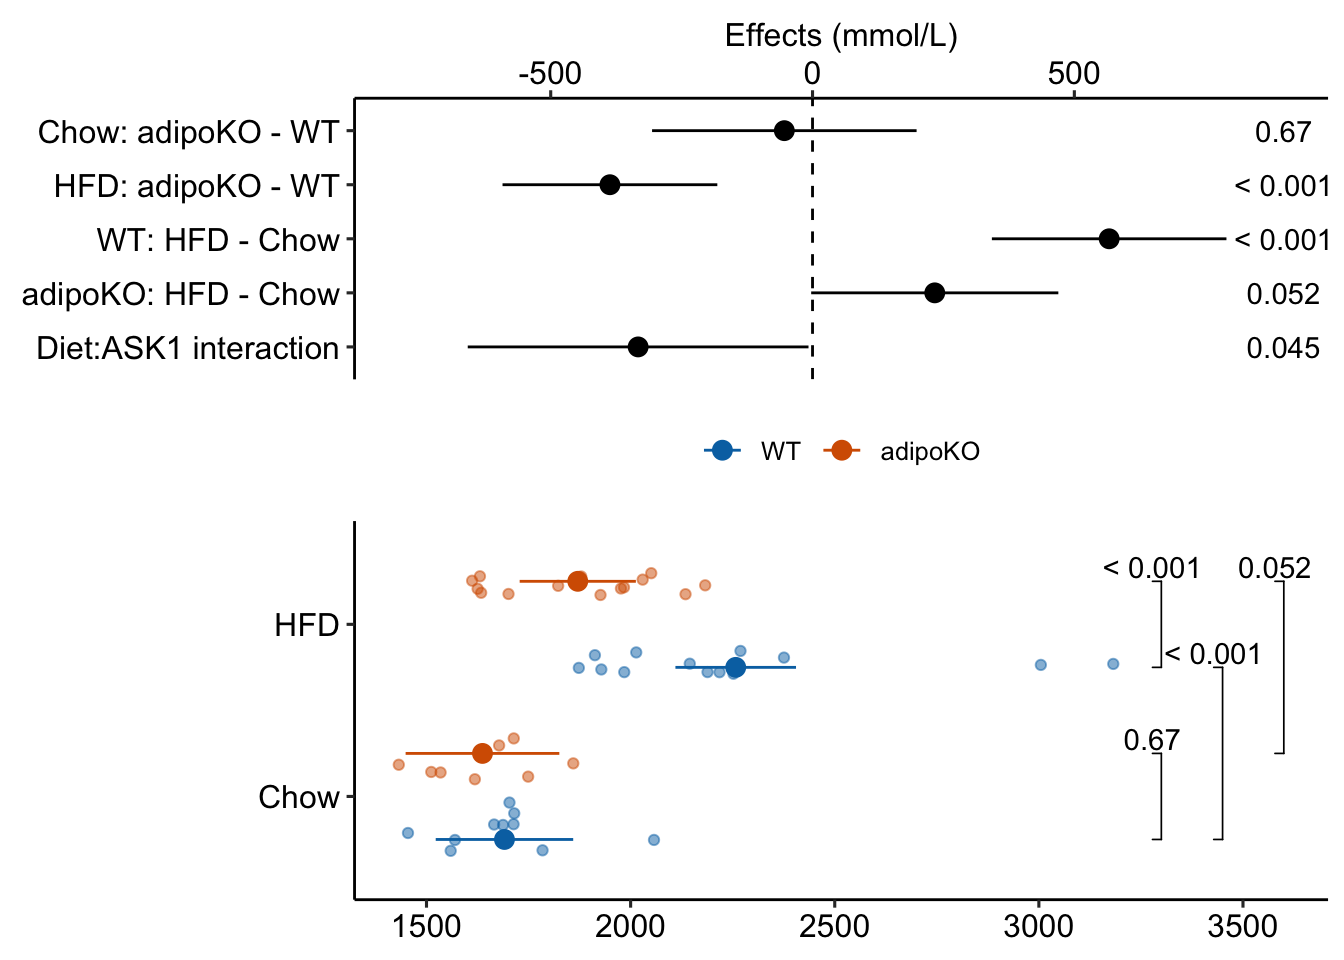 Effects (mmol/L)
-500 0 500
Chow: adipoKO - WT 0.67
HFD: adipoKO - WT < 0.001
WT: HFD - Chow < 0.001
adipoKO: HFD - Chow 0.052
Diet:ASK1 interaction 0.045
WT adipoKO
< 0.001 0.052
HFD
< 0.001
0.67
Chow
1500 2000 2500 3000 3500